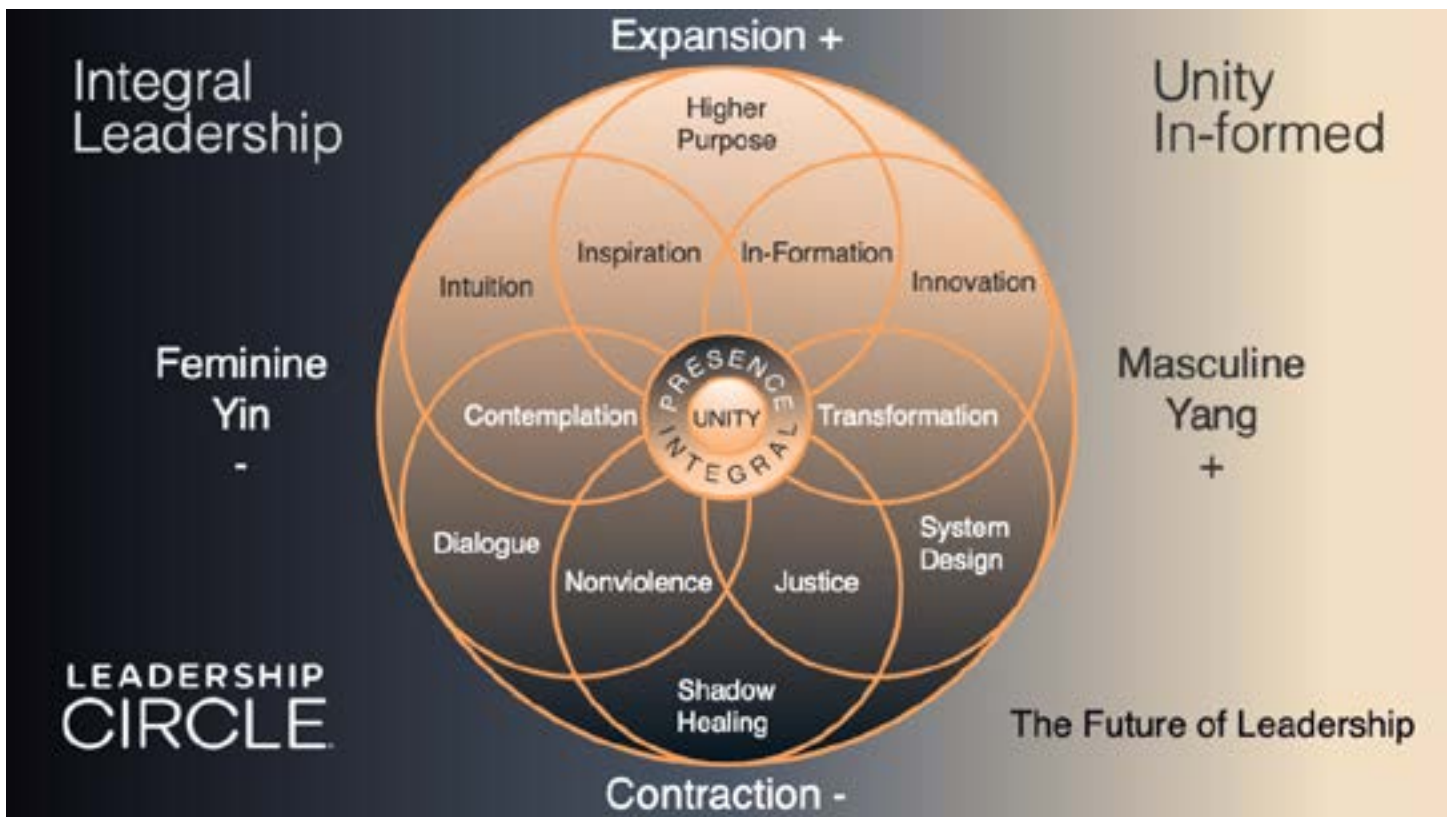 Expansion +
Integral
Leadership
Unity
In-formed
Higher
Purpose
Inspiration
In-Formation
Intuition
Innovation
Feminine
Yin
-
Masculine
Yang
+
PRESENCE
UNITY
INTEGRAL
Contemplation
Transformation
Dialogue
System
Design
Nonviolence
Justice
Shadow
Healing
LEADERSHIP
CIRCLE
The Future of Leadership
Contraction -